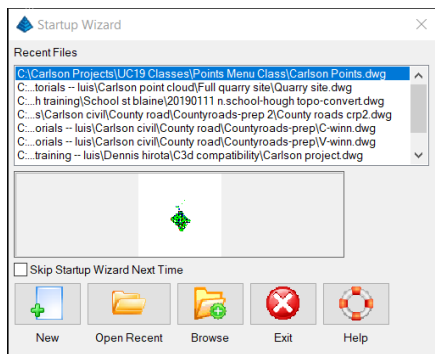 Startup Wizard
Recent Files
C:\Carlson Projects\UC19 Classes\Points Menu Class\Carlson Points.dwg
C:...torials -- luis\Carlson point cloud\Full quarry site\Quarry site.dwg
C:...h training\School st blaine\20190111 n.school-hough topo-convert.dwg
C:...s\Carlson civil\County road\Countyroads-prep 2\County roads crp2.dwg
C:...orials -- luis\Carlson civil\County road\Countyroads-prep\C-winn.dwg
C:...orials -- luis\Carlson civil\County road\Countyroads-prep\V-winn.dwg
C:...training -- luis\Dennis hirota\C3d compatibility\Carlson project.dwg
Skip Startup Wizard Next Time
New Open Recent Browse Exit Help